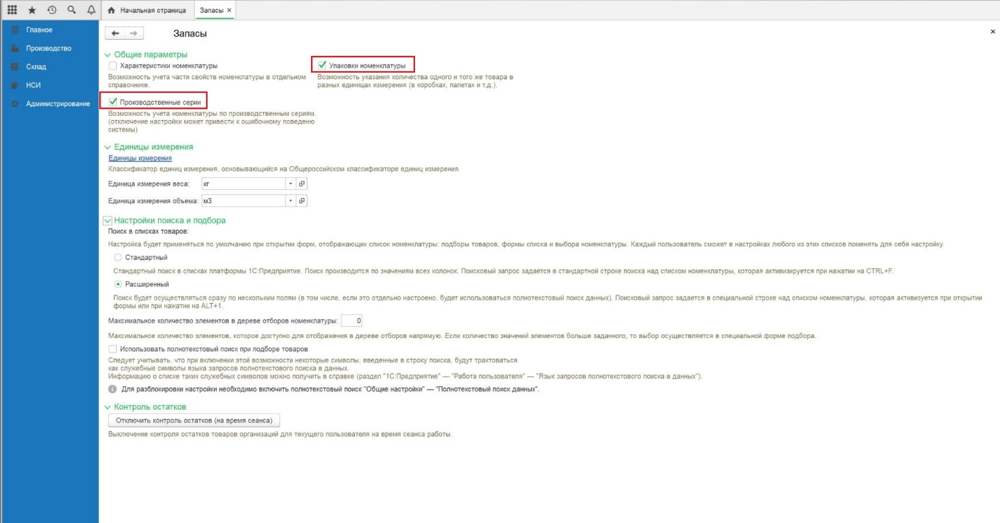 Начальная страница
Запасы ×
Главное
Производство
Склад
НСИ
Администрирование
Запасы
Общие параметры
Характеристики номенклатуры
Упаковки номенклатуры
Возможность учета части свойств номенклатуры в отдельном
справочнике.
Возможность указания количества одного и того же товара в
разных единицах измерения (в коробках, палетах и т.д.).
Производственные серии
Возможность учета номенклатуры по производственным сериям.
(отключение настройки может привести к ошибочному поведеню
системы)
Единицы измерения
Единицы измерения
Классификатор единиц измерения, основывающийся на Общероссийском классификаторе единиц измерения.
Единица измерения веса: кг
Единица измерения объема: м3
Настройки поиска и подбора
Поиск в списках товаров:
Настройка будет применяться по умолчанию при открытии форм, отображающих список номенклатуры: подборы товаров, формы списка и выбора номенклатуры. Каждый пользователь сможет в настройках любого из этих списков поменять для себя настройку.
Стандартный
Стандартный поиск в списках платформы 1С:Предприятие. Поиск производится по значениям всех колонок. Поисковый запрос задается в стандартной строке поиска над списком номенклатуры, которая активизируется при нажатии на CTRL+F.
Расширенный
Поиск будет осуществляться сразу по нескольким полям (в том числе, если это отдельно настроено, будет использоваться полнотекстовый поиск данных). Поисковый запрос задается в специальной строке над списком номенклатуры, которая активизуется при открытии
формы или при нажатии на ALT+1.
Максимальное количество элементов в дереве отборов номенклатуры: 0
Максимальное количество элементов, которое доступно для отображения в дереве отборов напрямую. Если количество значений элементов больше заданного, то выбор осуществляется в специальной форме подбора.
Использовать полнотекстовый поиск при подборе товаров
Следует учитывать, что при включении этой возможности некоторые символы, введенные в строку поиска, будут трактоваться
как служебные символы языка запросов полнотекстового поиска в данных.
Информацию о списке таких служебных символов можно получить в справке (раздел "1С:Предприятие" — "Работа пользователя" — "Язык запросов полнотекстового поиска в данных").
Для разблокировки настройки необходимо включить полнотекстовый поиск "Общие настройки" — "Полнотекстовый поиск данных".
Контроль остатков
Отключить контроль остатков (на время сеанса)
Выключение контроля остатков товаров организаций для текущего пользователя на время сеанса работы.